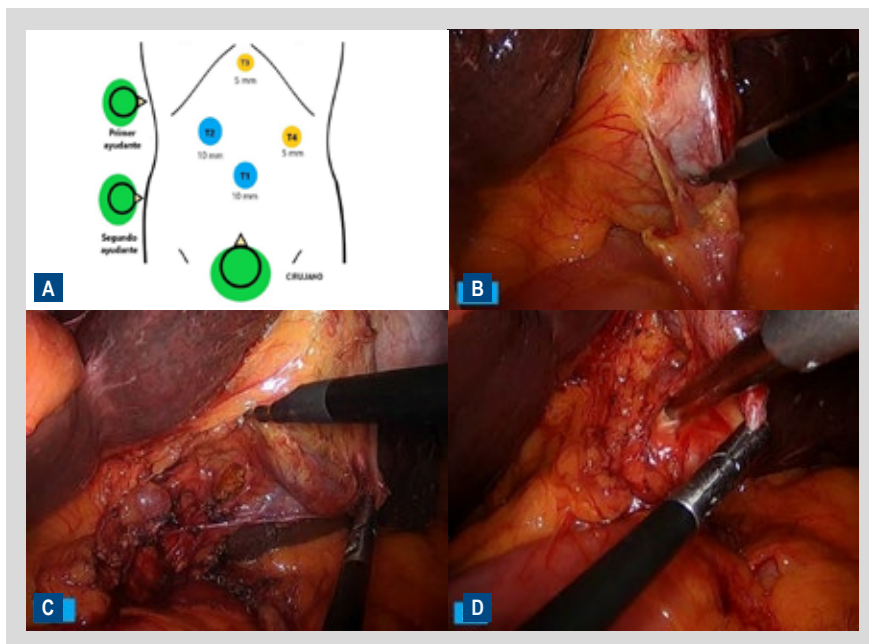 T3
5 mm
Primer
ayudante
T2
10 mm
T4
5 mm
T1
10 mm
Segundo
ayudante
CIRUJANO
A
B
C
D